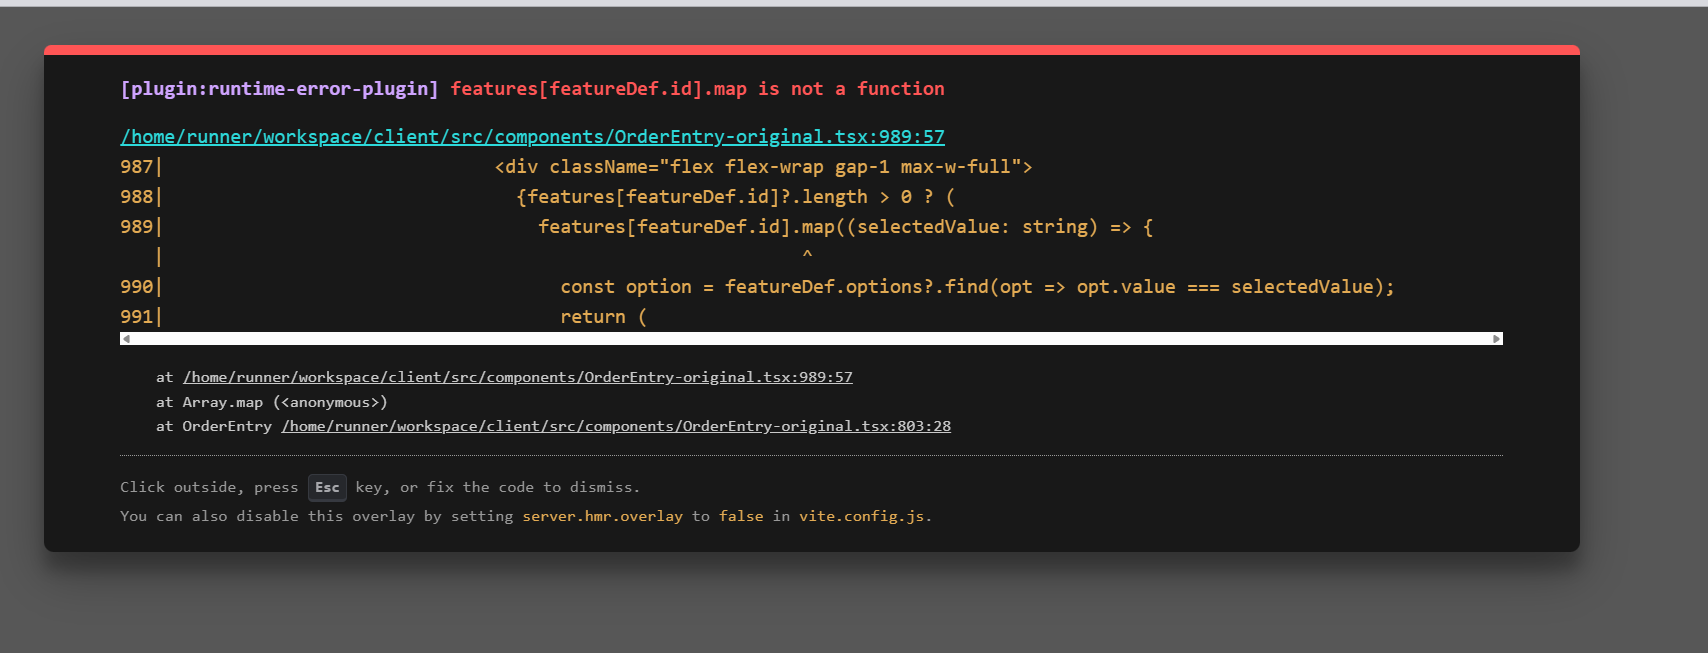 [plugin:runtime-error-plugin] features[featureDef.id].map is not a function
/home/runner/workspace/client/src/components/OrderEntry-original.tsx:989:57
987|                              <div className="flex flex-wrap gap-1 max-w-full">
988|                                {features[featureDef.id]?.length > 0 ? (
989|                                  features[featureDef.id].map((selectedValue: string) => {
   |                                                          ^
990|                                    const option = featureDef.options?.find(opt => opt.value === selectedValue);
991|                                    return (
at /home/runner/workspace/client/src/components/OrderEntry-original.tsx:989:57
at Array.map (<anonymous>)
at OrderEntry /home/runner/workspace/client/src/components/OrderEntry-original.tsx:803:28
Click outside, press Esc key, or fix the code to dismiss.
You can also disable this overlay by setting server.hmr.overlay to false in vite.config.js.